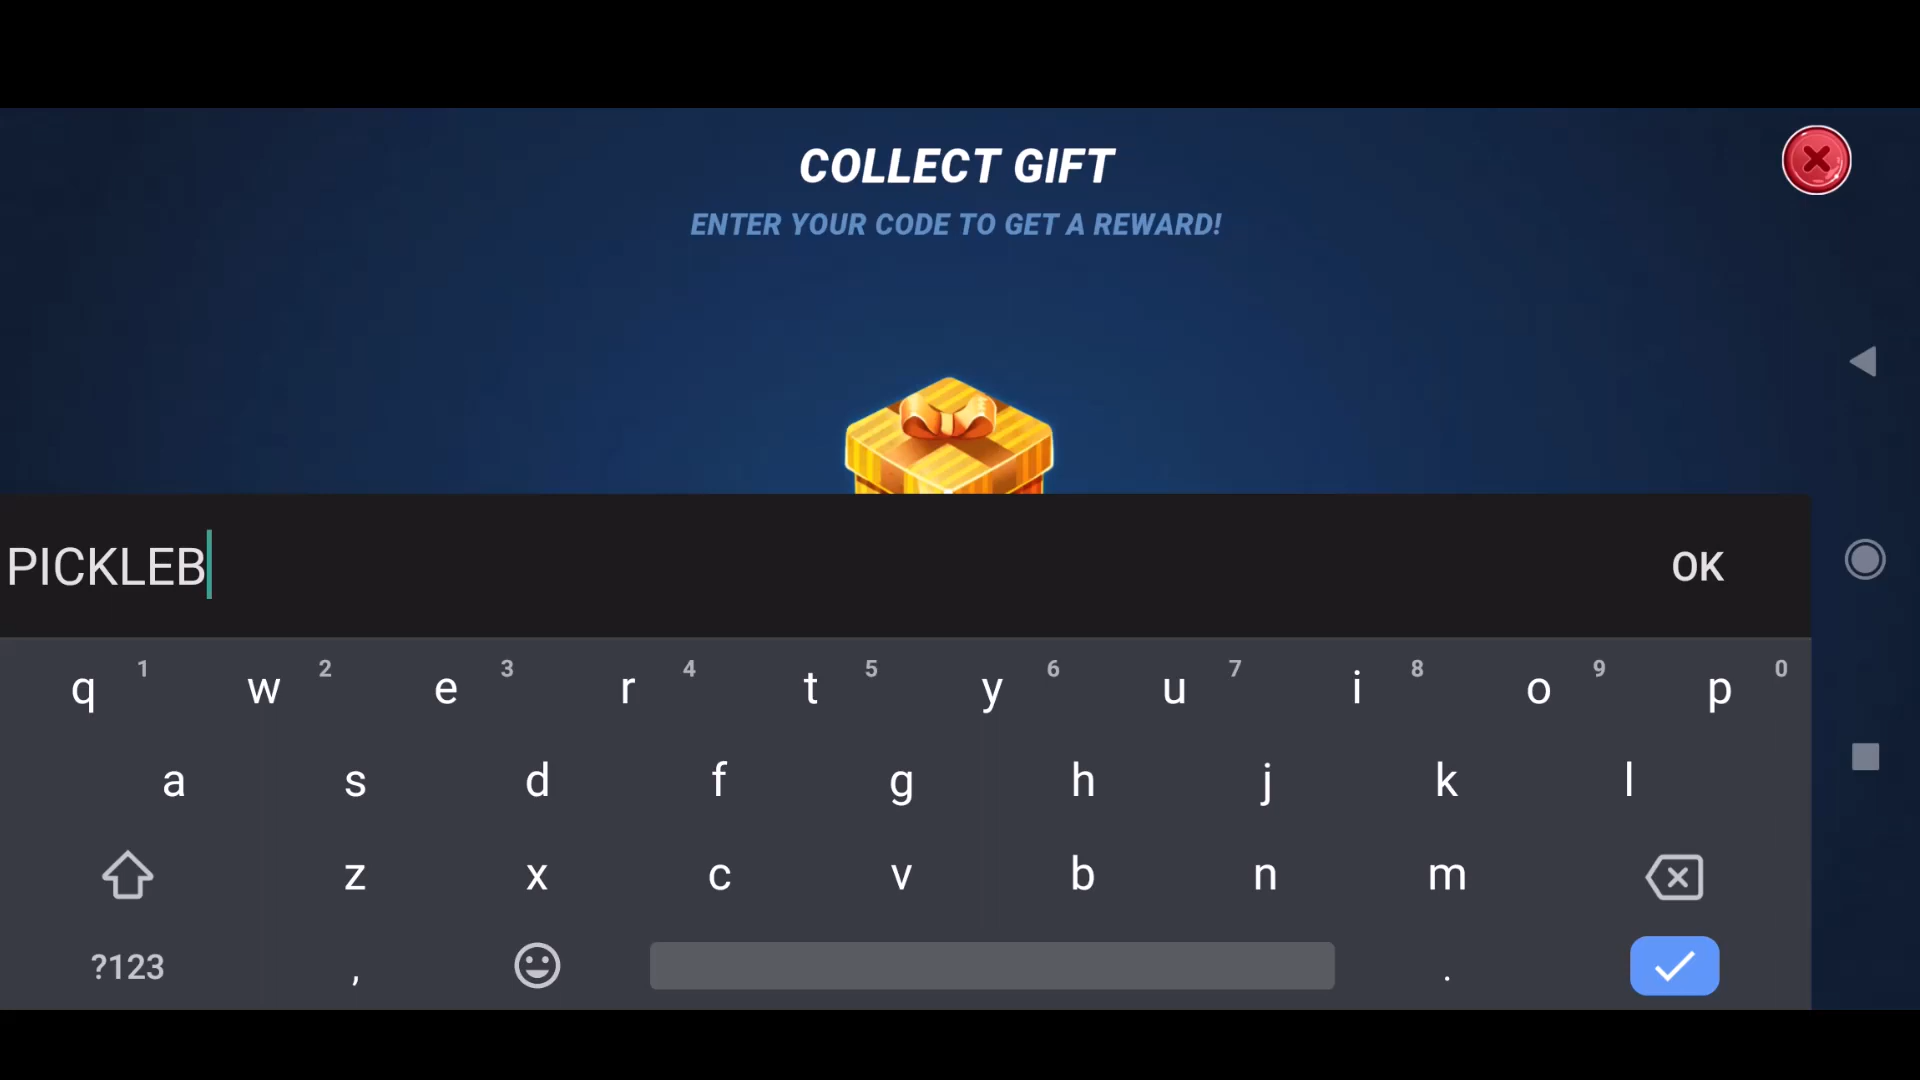 COLLECT GIFT
ENTER YOUR CODE TO GET A REWARD!
PICKLEB
OK
q 1 w 2 e 3 r 4 t 5 y 6 u 7 i 8 o 9 p 0
a s d f g h j k l
z x c v b n m
?123 , .